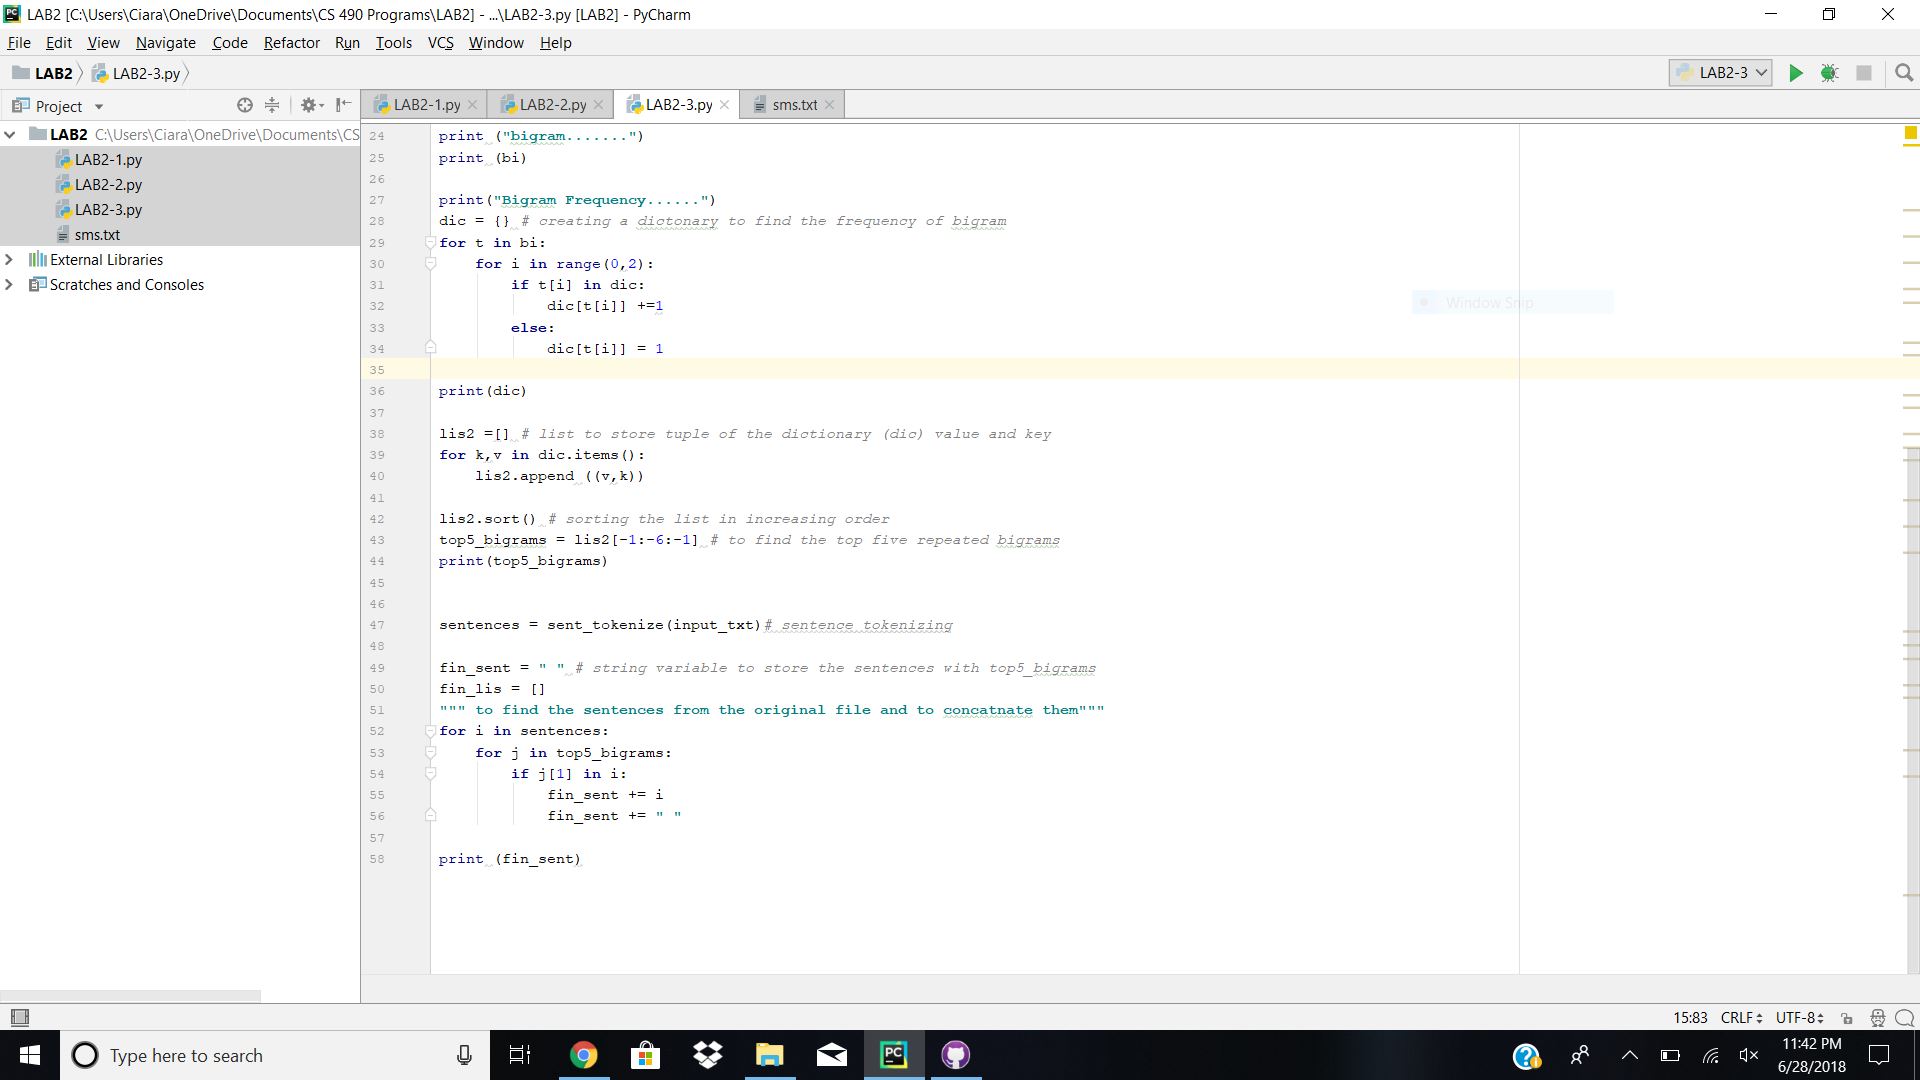 LAB2 [C:\Users\Ciara\OneDrive\Documents\CS 490 Programs\LAB2] - ...\LAB2-3.py [LAB2] - PyCharm
File Edit View Navigate Code Refactor Run Tools VCS Window Help
LAB2 LAB2-3.py LAB2-3
Project LAB2-1.py LAB2-2.py LAB2-3.py sms.txt
LAB2 C:\Users\Ciara\OneDrive\Documents\CS
LAB2-1.py
LAB2-2.py
LAB2-3.py
sms.txt
External Libraries
Scratches and Consoles
24 print ("bigram.......")
25 print (bi)
26
27 print("Bigram Frequency......")
28 dic = {} # creating a dictonary to find the frequency of bigram
29 for t in bi:
30     for i in range(0,2):
31         if t[i] in dic:
32             dic[t[i]] +=1
33         else:
34             dic[t[i]] = 1
35
36 print(dic)
37
38 lis2 =[] # list to store tuple of the dictionary (dic) value and key
39 for k,v in dic.items():
40     lis2.append ((v,k))
41
42 lis2.sort() # sorting the list in increasing order
43 top5_bigrams = lis2[-1:-6:-1] # to find the top five repeated bigrams
44 print(top5_bigrams)
45
46
47 sentences = sent_tokenize(input_txt)# sentence tokenizing
48
49 fin_sent = " " # string variable to store the sentences with top5_bigrams
50 fin_lis = []
51 """ to find the sentences from the original file and to concatnate them"""
52 for i in sentences:
53     for j in top5_bigrams:
54         if j[1] in i:
55             fin_sent += i
56             fin_sent += " "
57
58 print (fin_sent)
Window Snip
15:83 CRLF UTF-8
Type here to search
11:42 PM
6/28/2018